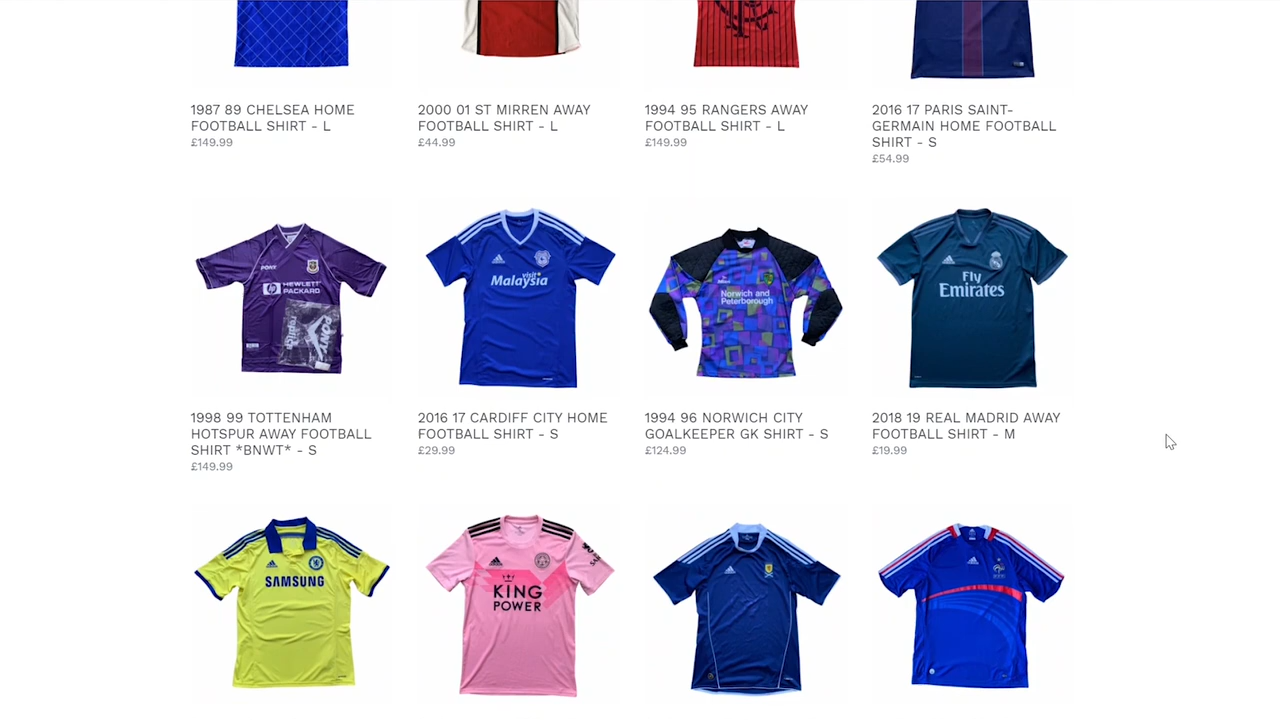 1987 89 CHELSEA HOME
FOOTBALL SHIRT - L
£149.99
2000 01 ST MIRREN AWAY
FOOTBALL SHIRT - L
£44.99
1994 95 RANGERS AWAY
FOOTBALL SHIRT - L
£149.99
2016 17 PARIS SAINT-
GERMAIN HOME FOOTBALL
SHIRT - S
£54.99
PONY
hp HEWLETT
PACKARD
PONY
replica
visit
Malaysia
Norwich and
Peterborough
Fly
Emirates
1998 99 TOTTENHAM
HOTSPUR AWAY FOOTBALL
SHIRT *BNWT* - S
£149.99
2016 17 CARDIFF CITY HOME
FOOTBALL SHIRT - S
£29.99
1994 96 NORWICH CITY
GOALKEEPER GK SHIRT - S
£124.99
2018 19 REAL MADRID AWAY
FOOTBALL SHIRT - M
£19.99
SAMSUNG
KING
POWER